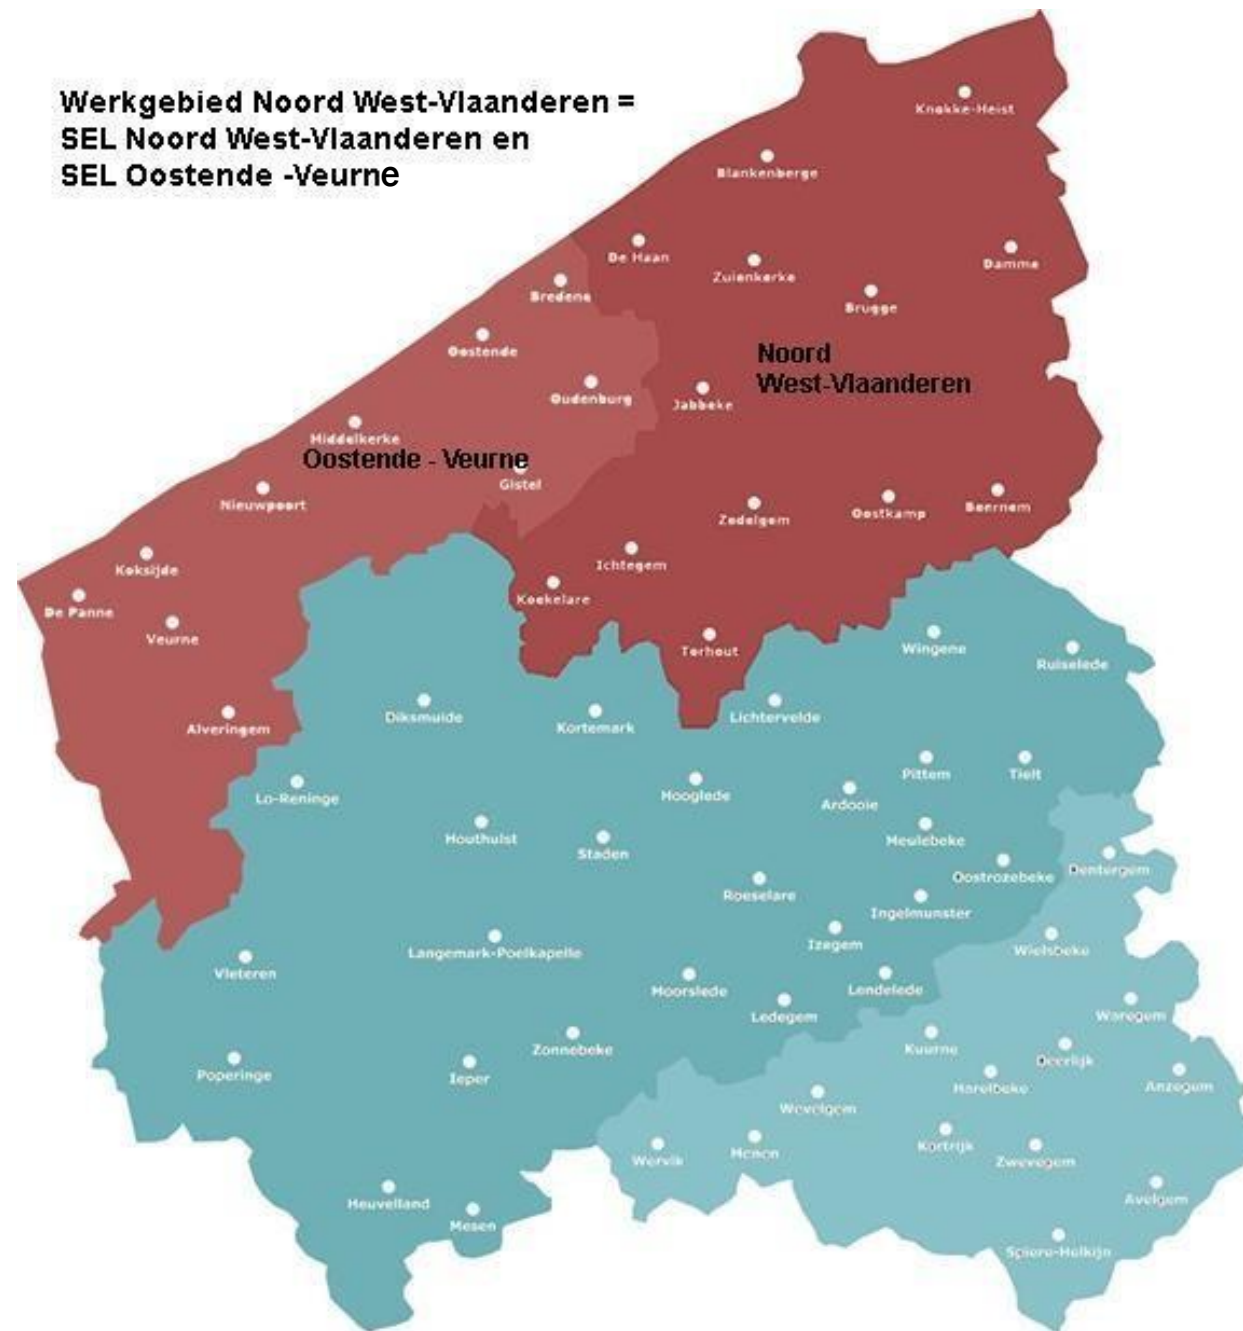 Werkgebied Noord West-Vlaanderen =
SEL Noord West-Vlaanderen en
SEL Oostende -Veurne
Knokke-Heist
Blankenberge
De Haan
Zuienkerke
Damme
Bredene
Brugge
Oostende
Noord
West-Vlaanderen
Oudenburg
Jabbeke
Middelkerke
Oostende - Veurne
Gistel
Nieuwpoort
Zedelgem
Oostkamp
Beernem
Koksijde
Ichtegem
De Panne
Koekelare
Veurne
Torhout
Wingene
Ruiselede
Alveringem
Diksmuide
Kortemark
Lichtervelde
Lo-Reninge
Hooglede
Ardooie
Pittem
Tielt
Houthulst
Staden
Meulebeke
Dentergem
Oostrozebeke
Roeselare
Ingelmunster
Izegem
Wielsbeke
Langemark-Poelkapelle
Vleteren
Moorslede
Lendelede
Ledegem
Waregem
Zonnebeke
Kuurne
Deerlijk
Poperinge
Ieper
Harelbeke
Anzegem
Wevelgem
Wervik
Menen
Kortrijk
Zwevegem
Heuvelland
Mesen
Avelgem
Spiere-Helkijn